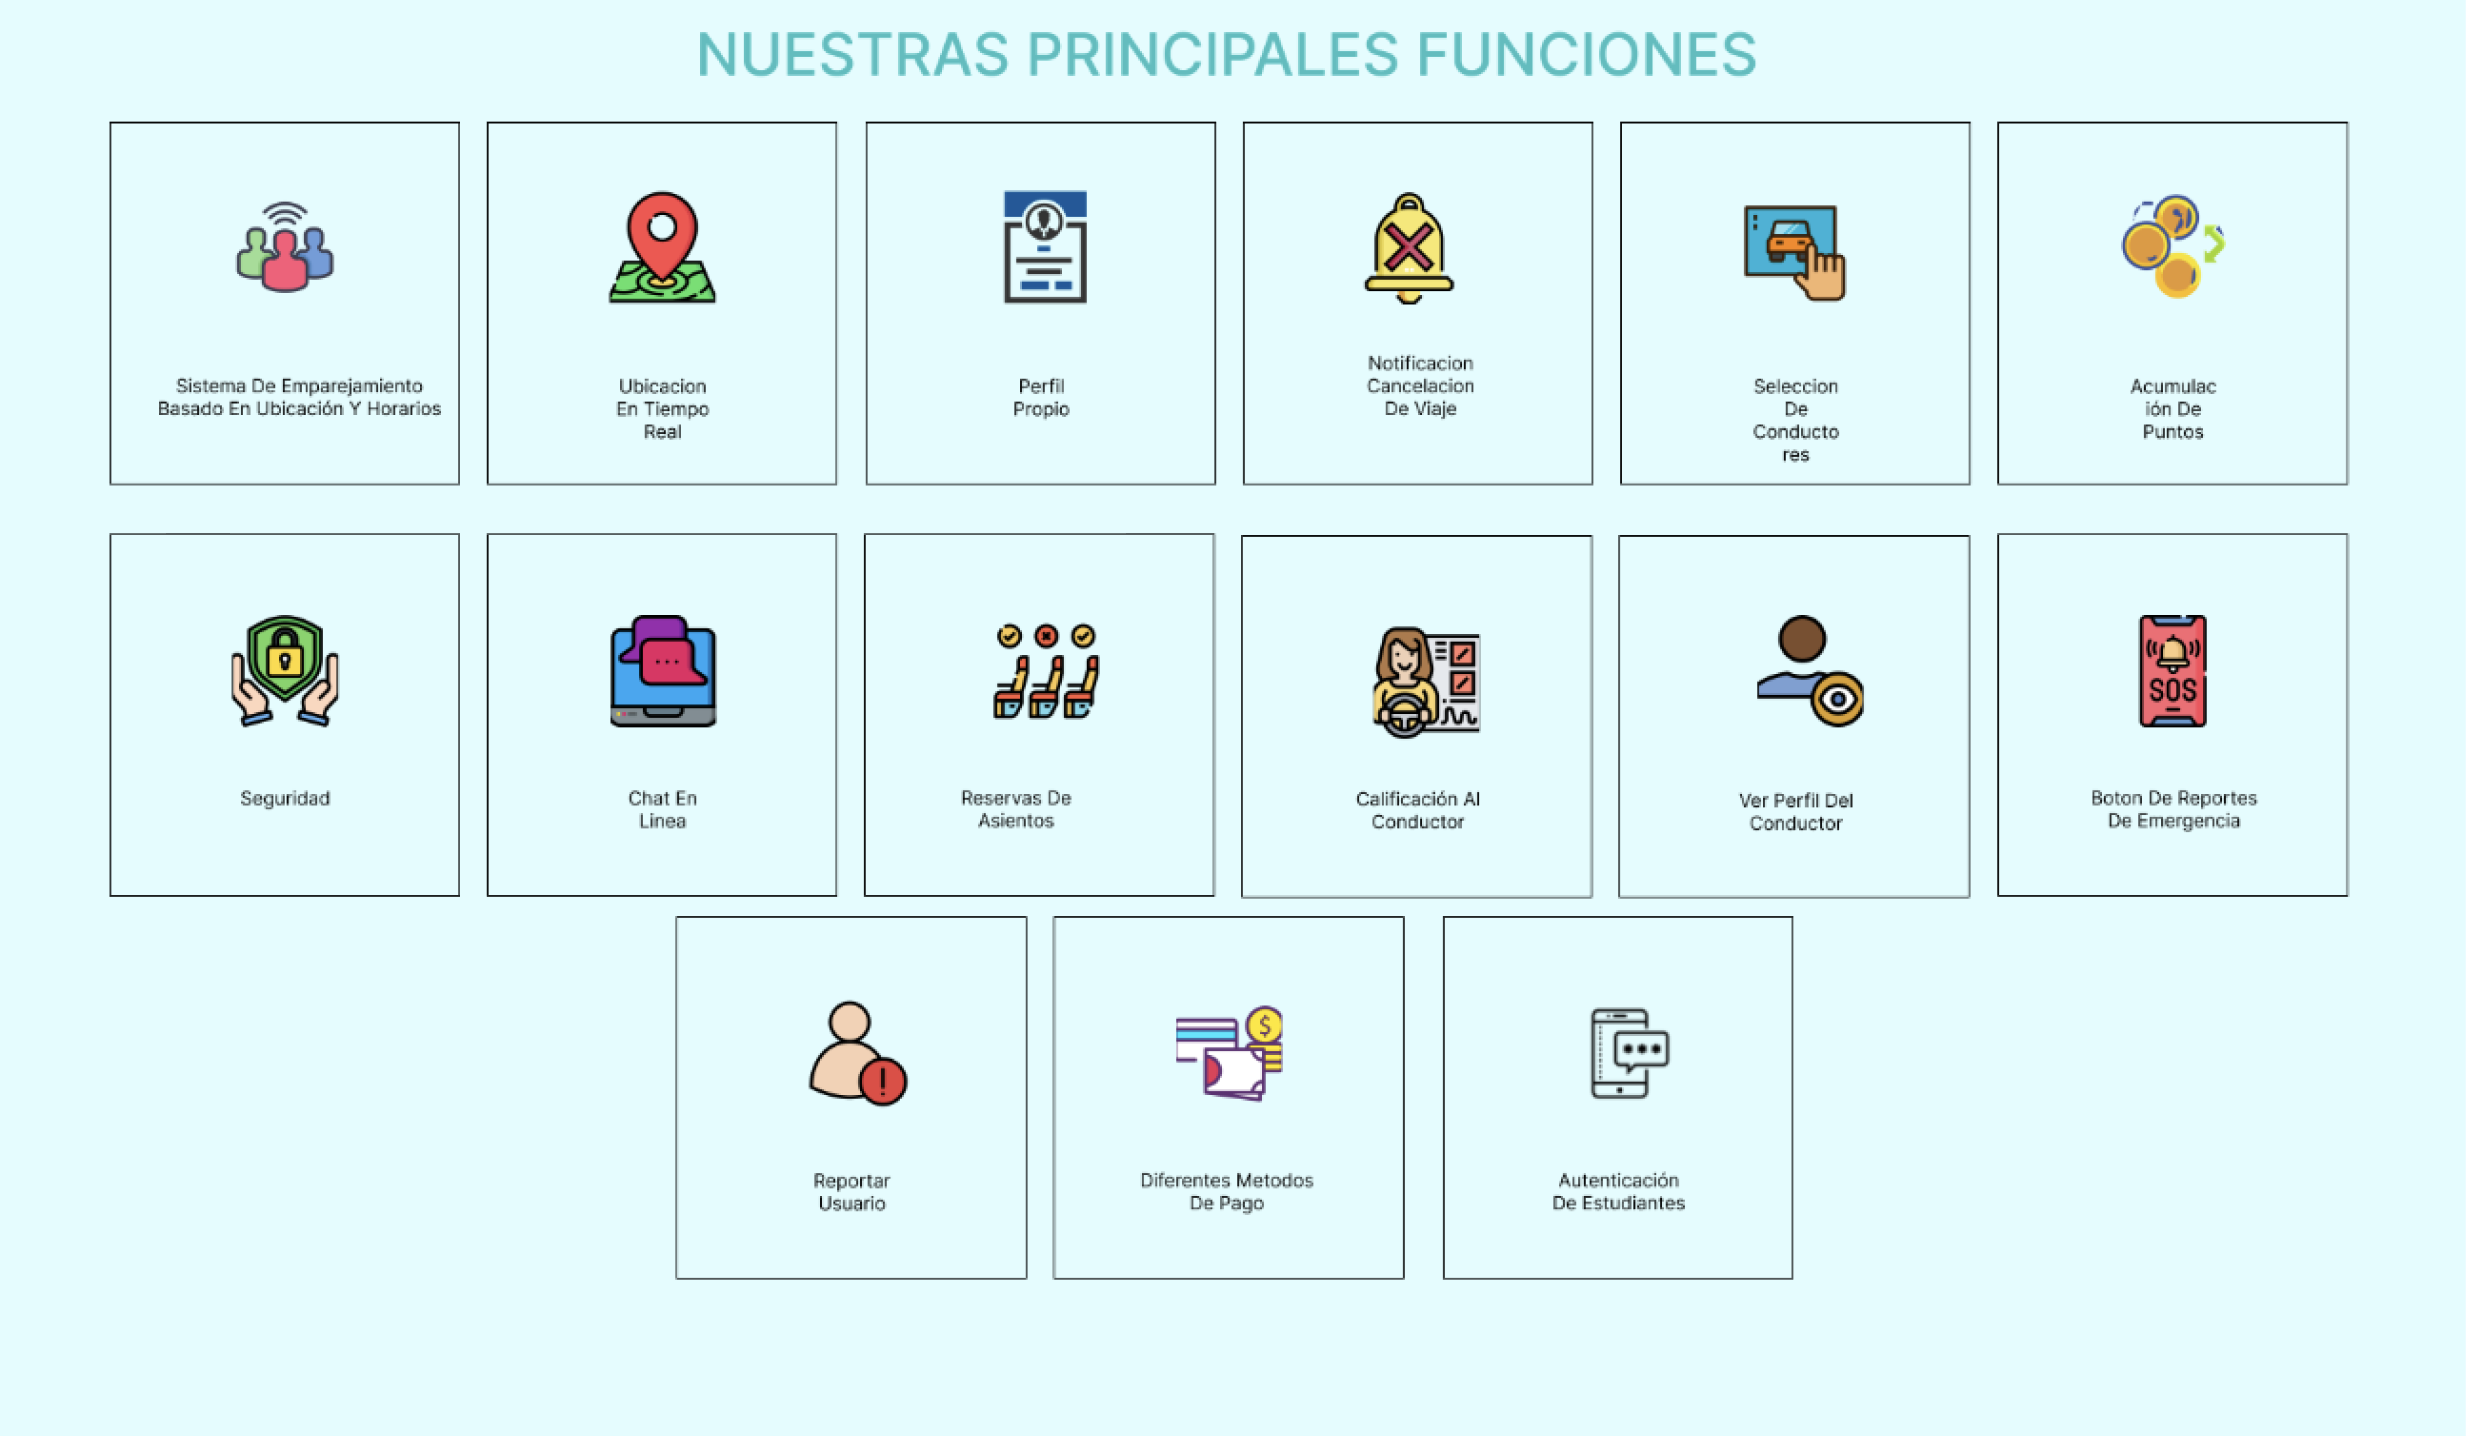 NUESTRAS PRINCIPALES FUNCIONES
Sistema De Emparejamiento
Basado En Ubicación Y Horarios
Ubicacion
En Tiempo
Real
Perfil
Propio
Notificacion
Cancelacion
De Viaje
Seleccion
De
Conducto
res
Acumulac
ión De
Puntos
Seguridad
Chat En
Linea
Reservas De
Asientos
Calificación Al
Conductor
Ver Perfil Del
Conductor
SOS
Boton De Reportes
De Emergencia
Reportar
Usuario
$
Diferentes Metodos
De Pago
Autenticación
De Estudiantes